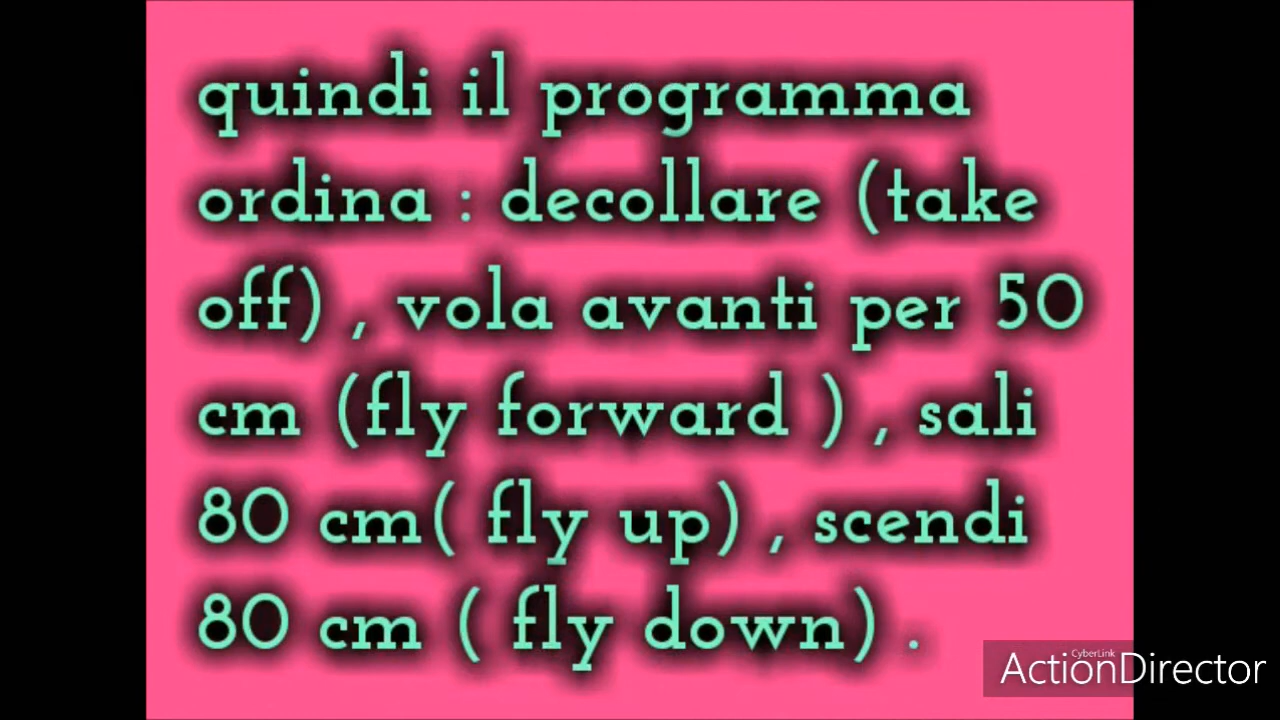 quindi il programma
ordina : decollare (take
off) , vola avanti per 50
cm (fly forward ) , sali
80 cm( fly up) , scendi
80 cm ( fly down) .
CyberLink
ActionDirector